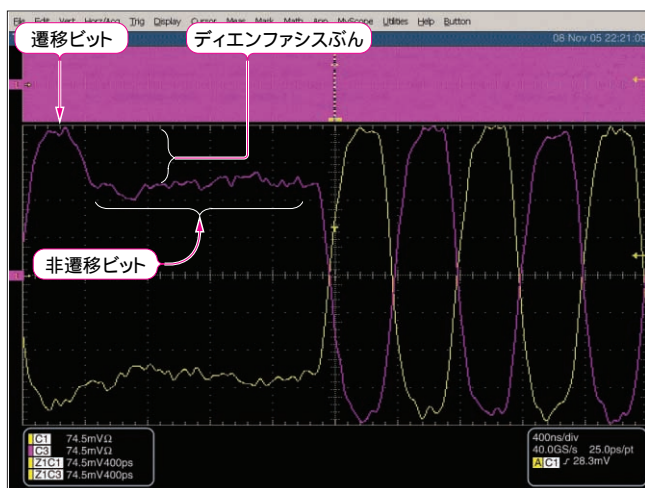 File Edit Vert Horz/Acq Trig Display Cursor Meas Mask Math App MyScope Utilities Help Button
遷移ビット
ディエンファシスぶん
08 Nov 05 22:21:09
非遷移ビット
C1 74.5mVΩ
C3 74.5mVΩ
Z1C1 74.5mV400ps
Z1C3 74.5mV400ps
400ns/div
40.0GS/s 25.0ps/pt
A C1 ƒ 28.3mV